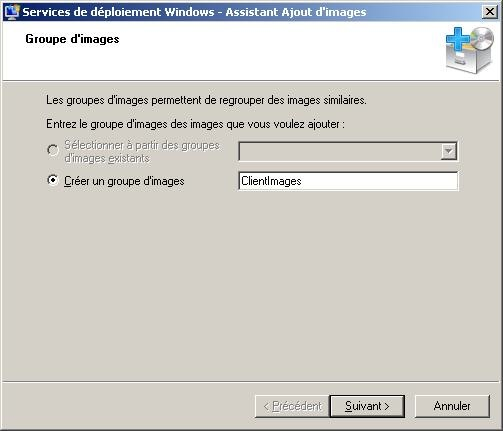 Services de déploiement Windows - Assistant Ajout d'images
Groupe d'images
Les groupes d'images permettent de regrouper des images similaires.
Entrez le groupe d'images des images que vous voulez ajouter :
Sélectionner à partir des groupes
d'images existants
Créer un groupe d'images
ClientImages
< Précédent
Suivant >
Annuler